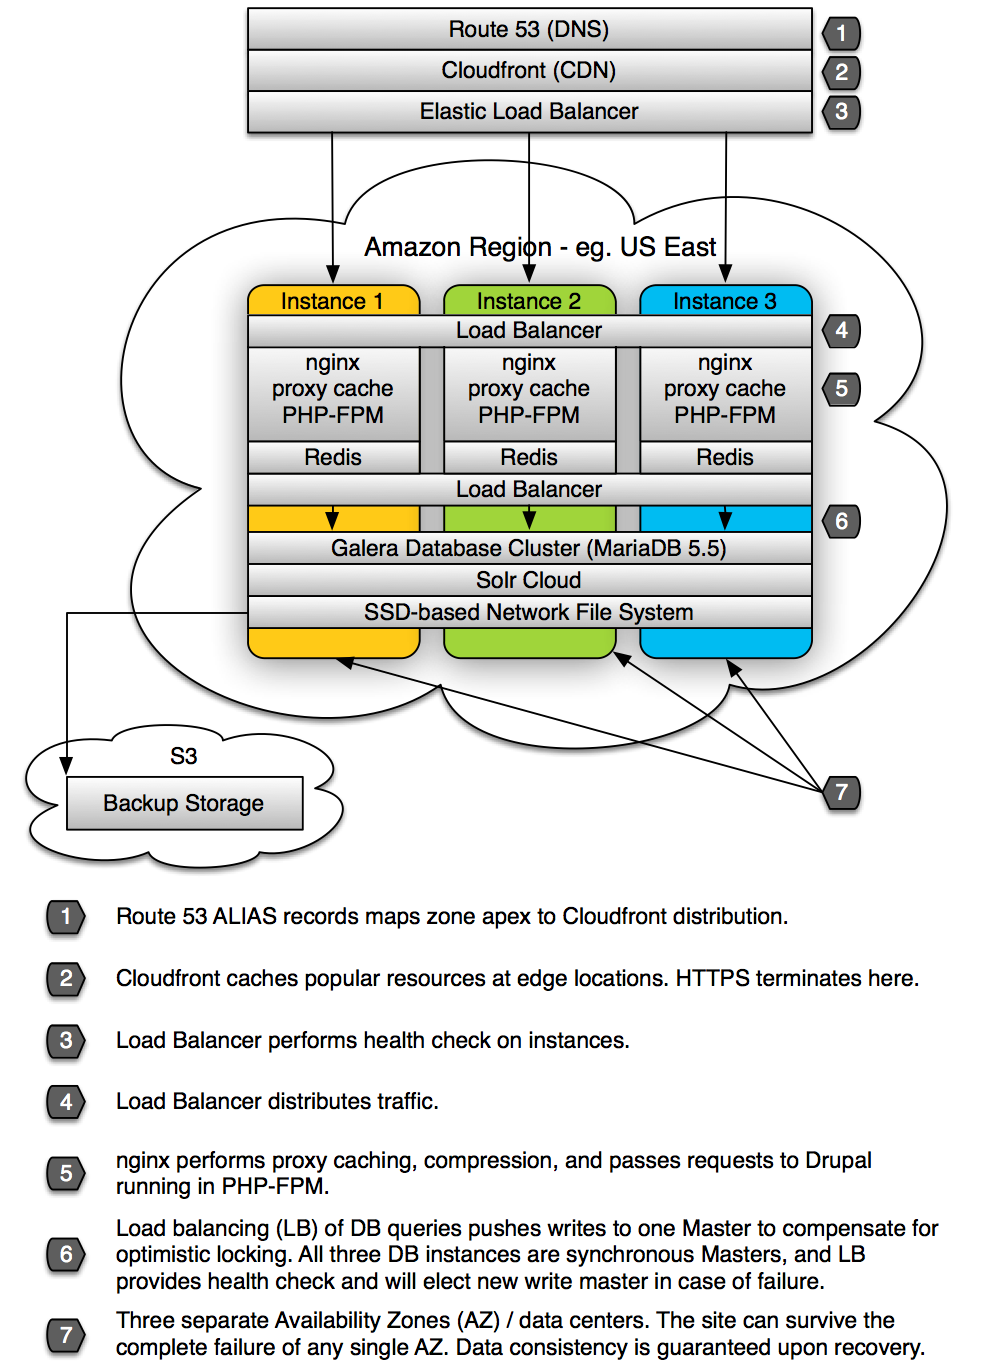 Route 53 (DNS)
1
Cloudfront (CDN)
2
Elastic Load Balancer
3
Amazon Region - eg. US East
Instance 1
Instance 2
Instance 3
Load Balancer
4
nginx
proxy cache
PHP-FPM
nginx
proxy cache
PHP-FPM
nginx
proxy cache
PHP-FPM
5
Redis
Redis
Redis
Load Balancer
6
Galera Database Cluster (MariaDB 5.5)
Solr Cloud
SSD-based Network File System
S3
Backup Storage
7
1
Route 53 ALIAS records maps zone apex to Cloudfront distribution.
2
Cloudfront caches popular resources at edge locations. HTTPS terminates here.
3
Load Balancer performs health check on instances.
4
Load Balancer distributes traffic.
5
nginx performs proxy caching, compression, and passes requests to Drupal
running in PHP-FPM.
6
Load balancing (LB) of DB queries pushes writes to one Master to compensate for
optimistic locking. All three DB instances are synchronous Masters, and LB
provides health check and will elect new write master in case of failure.
7
Three separate Availability Zones (AZ) / data centers. The site can survive the
complete failure of any single AZ. Data consistency is guaranteed upon recovery.